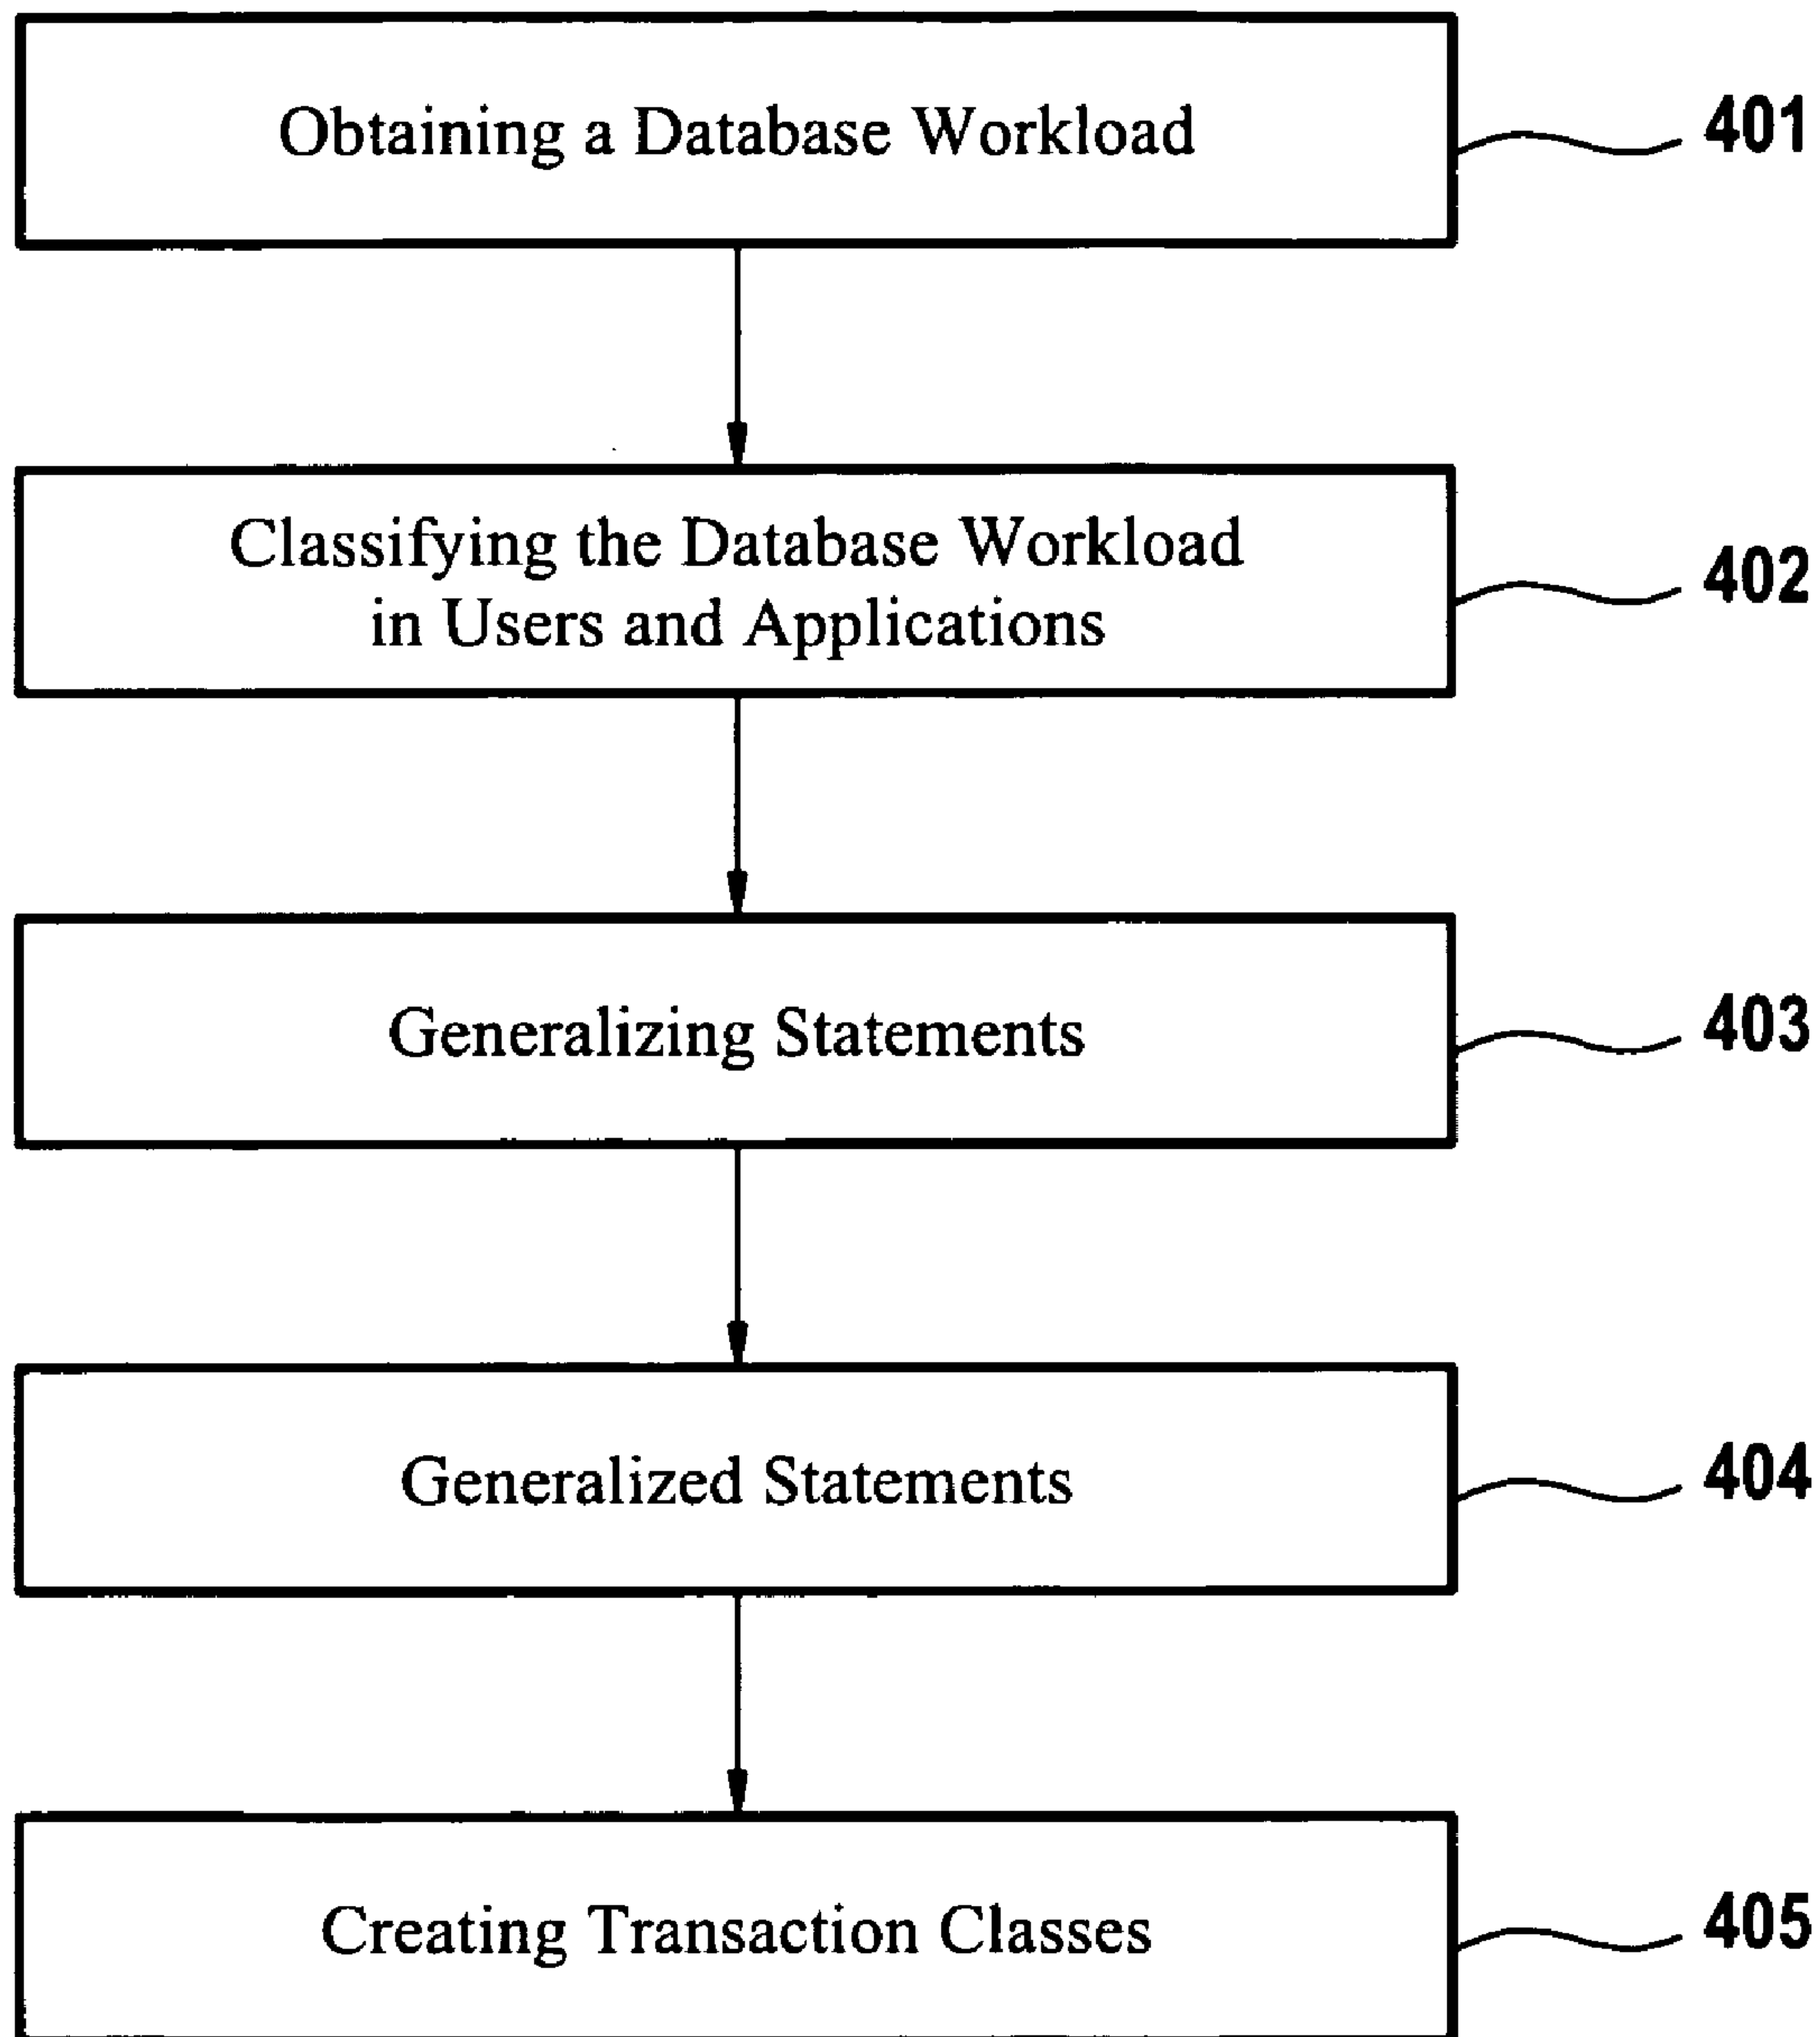 Obtaining a Database Workload
401
Classifying the Database Workload
in Users and Applications
402
Generalizing Statements
403
Generalized Statements
404
Creating Transaction Classes
405